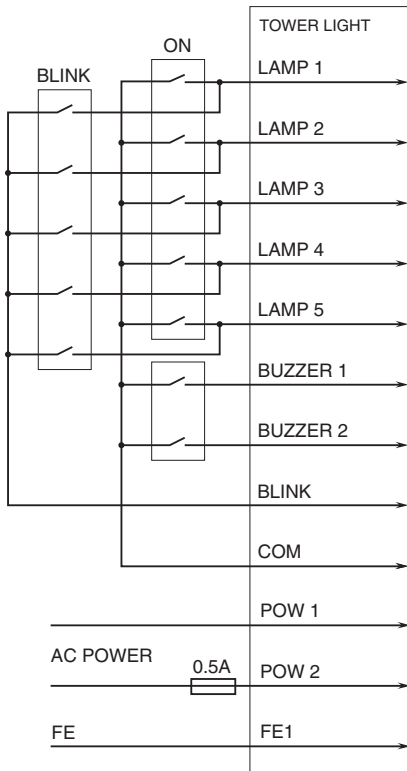 TOWER LIGHT
ON
BLINK
LAMP 1
LAMP 2
LAMP 3
LAMP 4
LAMP 5
BUZZER 1
BUZZER 2
BLINK
COM
POW 1
AC POWER
0.5A
POW 2
FE
FE1